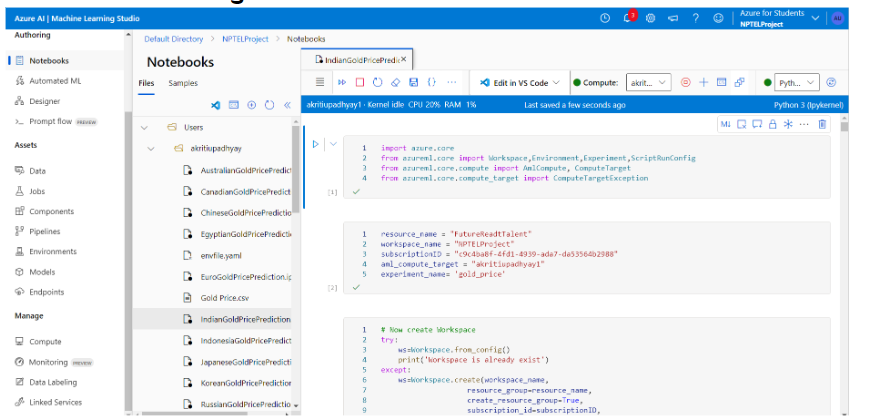 Azure AI | Machine Learning Studio
3
Azure for Students
NPTELProject
AU
Authoring
Notebooks
Automated ML
Designer
Prompt flow PREVIEW
Assets
Data
Jobs
Components
Pipelines
Environments
Models
Endpoints
Manage
Compute
Monitoring PREVIEW
Data Labeling
Linked Services
Default Directory > NPTELProject > Notebooks
Notebooks
Files Samples
Users
akritiupadhyay
AustralianGoldPricePredict
CanadianGoldPricePredict
ChineseGoldPricePredictio
EgyptianGoldPricePredicti
envfile.yaml
EuroGoldPricePrediction.ip
Gold Price.csv
IndianGoldPricePrediction
IndonesiaGoldPricePredict
JapaneseGoldPricePredicti
KoreanGoldPricePrediction
RussianGoldPricePredictio
IndianGoldPricePredic
Edit in VS Code Compute: akrit... Pyth...
akritiupadhyay1 · Kernel idle CPU 20% RAM 1% Last saved a few seconds ago Python 3 (Ipykernel)
M↓
1 import azure.core
2 from azureml.core import Workspace,Environment,Experiment,ScriptRunConfig
3 from azureml.core.compute import AmlCompute, ComputeTarget
4 from azureml.core.compute_target import ComputeTargetException
[1]
1 resource_name = "FutureReadtTalent"
2 workspace_name = "NPTELProject"
3 subscriptionID = "c9c4ba8f-4fd1-4939-ada7-da53564b2988"
4 aml_compute_target = "akritiupadhyay1"
5 experiment_name= 'gold_price'
[2]
1 # Now create Workspace
2 try:
3 ws=Workspace.from_config()
4 print('Workspace is already exist')
5 except:
6 ws=Workspace.create(workspace_name,
7 resource_group=resource_name,
8 create_resource_group=True,
9 subscription_id=subscriptionID,